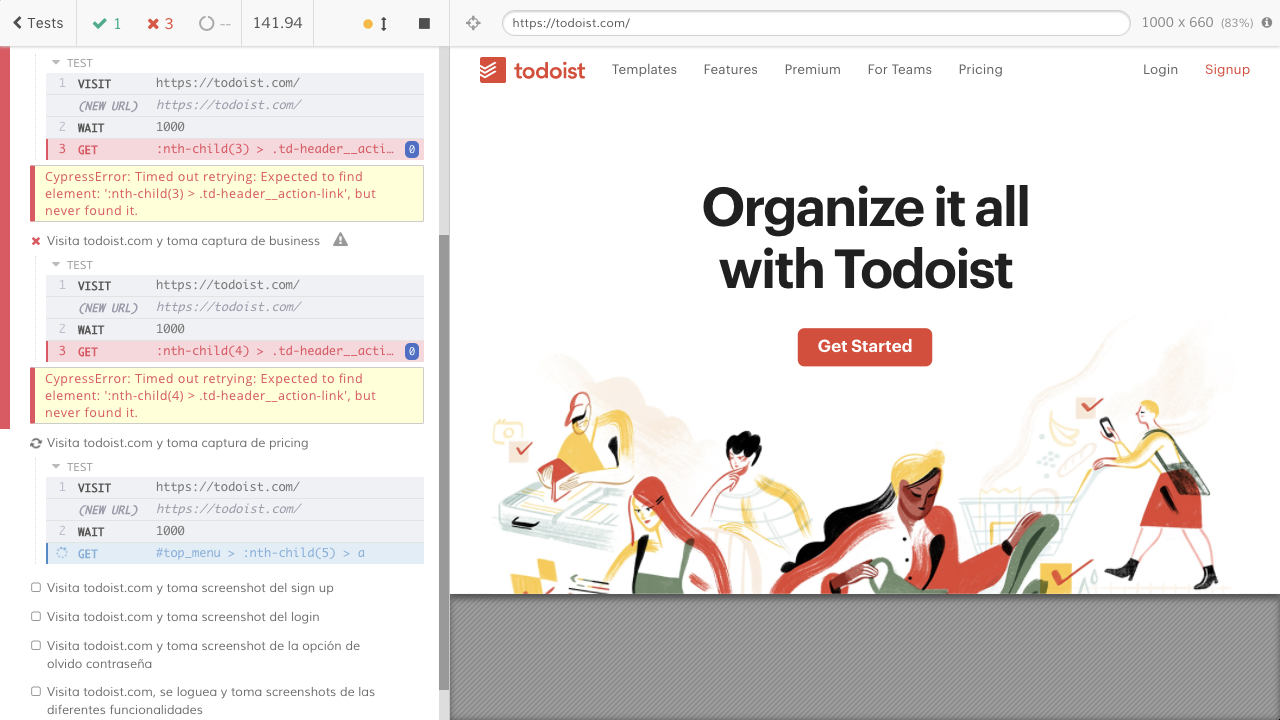 Tests
1
3
--
141.94
https://todoist.com/
1000 x 660 (83%)
TEST
1 VISIT https://todoist.com/
(NEW URL) https://todoist.com/
2 WAIT 1000
3 GET :nth-child(3) > .td-header__acti… 0
CypressError: Timed out retrying: Expected to find
element: ':nth-child(3) > .td-header__action-link', but
never found it.
Visita todoist.com y toma captura de business
TEST
1 VISIT https://todoist.com/
(NEW URL) https://todoist.com/
2 WAIT 1000
3 GET :nth-child(4) > .td-header__acti… 0
CypressError: Timed out retrying: Expected to find
element: ':nth-child(4) > .td-header__action-link', but
never found it.
Visita todoist.com y toma captura de pricing
TEST
1 VISIT https://todoist.com/
(NEW URL) https://todoist.com/
2 WAIT 1000
GET #top_menu > :nth-child(5) > a
Visita todoist.com y toma screenshot del sign up
Visita todoist.com y toma screenshot del login
Visita todoist.com y toma screenshot de la opción de
olvido contraseña
Visita todoist.com, se loguea y toma screenshots de las
diferentes funcionalidades
todoist
Templates
Features
Premium
For Teams
Pricing
Login
Signup
Organize it all
with Todoist
Get Started